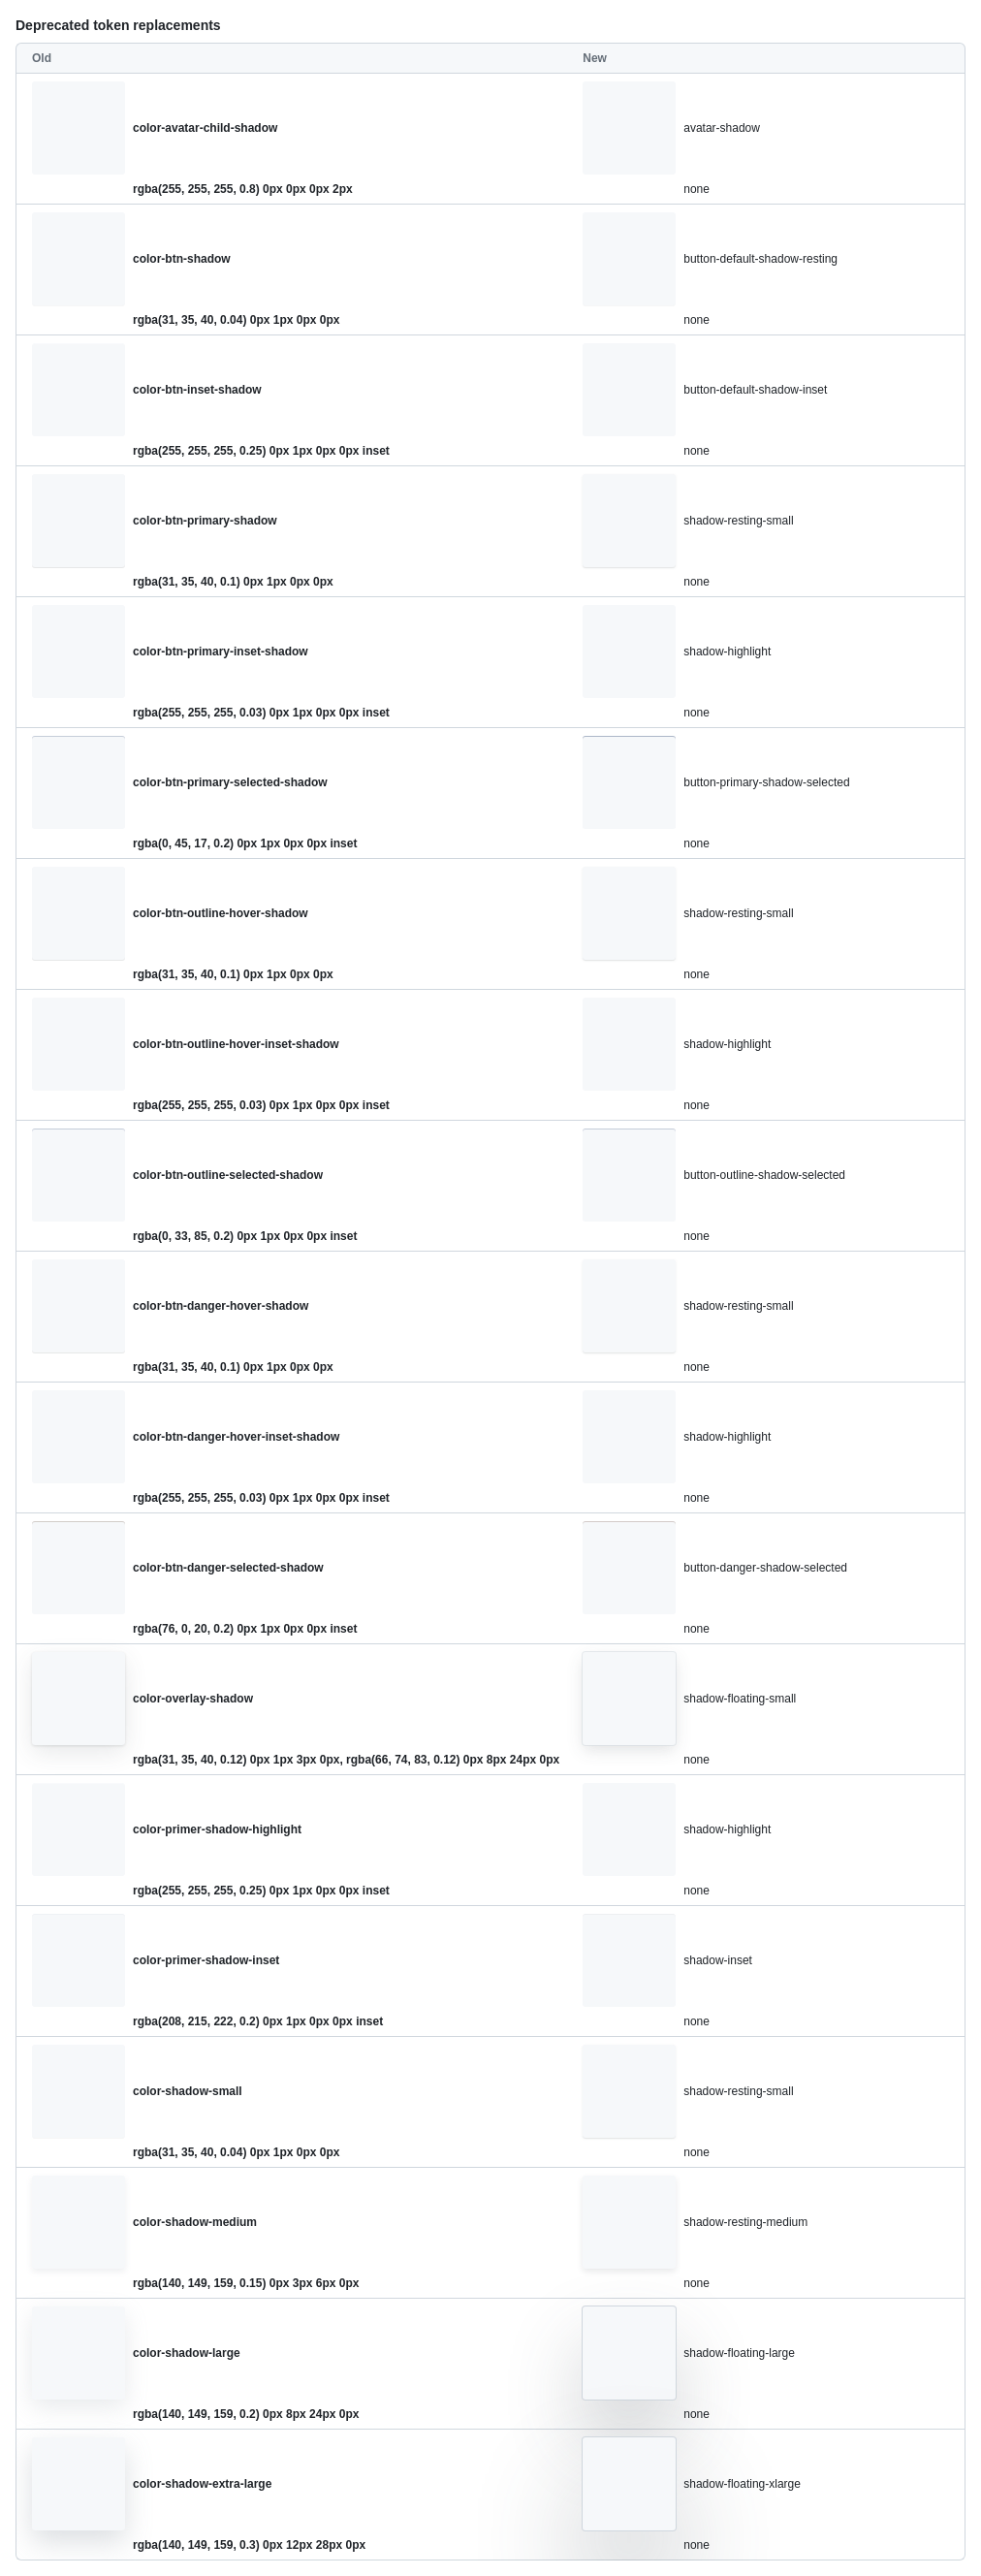 Deprecated token replacements
Old New
color-avatar-child-shadow avatar-shadow
rgba(255, 255, 255, 0.8) 0px 0px 0px 2px none
color-btn-shadow button-default-shadow-resting
rgba(31, 35, 40, 0.04) 0px 1px 0px 0px none
color-btn-inset-shadow button-default-shadow-inset
rgba(255, 255, 255, 0.25) 0px 1px 0px 0px inset none
color-btn-primary-shadow shadow-resting-small
rgba(31, 35, 40, 0.1) 0px 1px 0px 0px none
color-btn-primary-inset-shadow shadow-highlight
rgba(255, 255, 255, 0.03) 0px 1px 0px 0px inset none
color-btn-primary-selected-shadow button-primary-shadow-selected
rgba(0, 45, 17, 0.2) 0px 1px 0px 0px inset none
color-btn-outline-hover-shadow shadow-resting-small
rgba(31, 35, 40, 0.1) 0px 1px 0px 0px none
color-btn-outline-hover-inset-shadow shadow-highlight
rgba(255, 255, 255, 0.03) 0px 1px 0px 0px inset none
color-btn-outline-selected-shadow button-outline-shadow-selected
rgba(0, 33, 85, 0.2) 0px 1px 0px 0px inset none
color-btn-danger-hover-shadow shadow-resting-small
rgba(31, 35, 40, 0.1) 0px 1px 0px 0px none
color-btn-danger-hover-inset-shadow shadow-highlight
rgba(255, 255, 255, 0.03) 0px 1px 0px 0px inset none
color-btn-danger-selected-shadow button-danger-shadow-selected
rgba(76, 0, 20, 0.2) 0px 1px 0px 0px inset none
color-overlay-shadow shadow-floating-small
rgba(31, 35, 40, 0.12) 0px 1px 3px 0px, rgba(66, 74, 83, 0.12) 0px 8px 24px 0px none
color-primer-shadow-highlight shadow-highlight
rgba(255, 255, 255, 0.25) 0px 1px 0px 0px inset none
color-primer-shadow-inset shadow-inset
rgba(208, 215, 222, 0.2) 0px 1px 0px 0px inset none
color-shadow-small shadow-resting-small
rgba(31, 35, 40, 0.04) 0px 1px 0px 0px none
color-shadow-medium shadow-resting-medium
rgba(140, 149, 159, 0.15) 0px 3px 6px 0px none
color-shadow-large shadow-floating-large
rgba(140, 149, 159, 0.2) 0px 8px 24px 0px none
color-shadow-extra-large shadow-floating-xlarge
rgba(140, 149, 159, 0.3) 0px 12px 28px 0px none